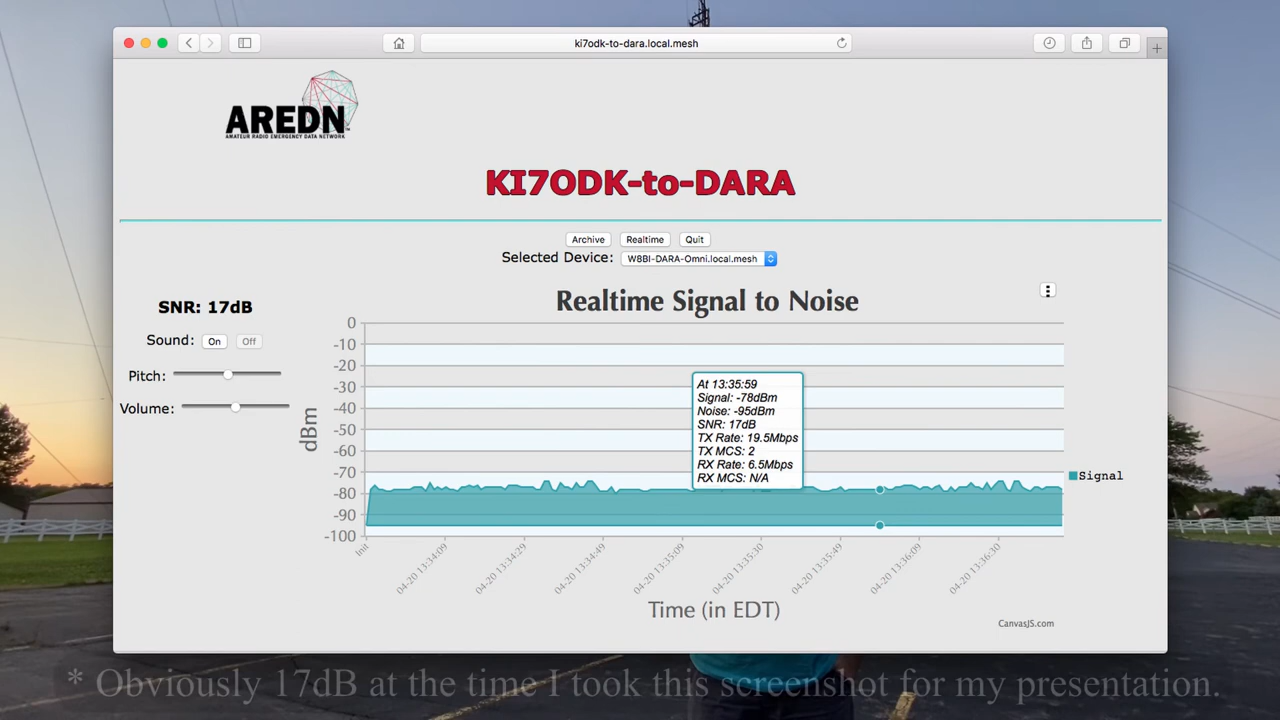 ki7odk-to-dara.local.mesh
AREDN
AMATEUR RADIO EMERGENCY DATA NETWORK
KI7ODK-to-DARA
Archive
Realtime
Quit
Selected Device:
W8BI-DARA-Omni.local.mesh
SNR: 17dB
Sound:
On
Off
Pitch:
Volume:
Realtime Signal to Noise
0
-10
-20
-30
-40
-50
-60
-70
-80
-90
-100
dBm
At 13:35:59
Signal: -78dBm
Noise: -95dBm
SNR: 17dB
TX Rate: 19.5Mbps
TX MCS: 2
RX Rate: 6.5Mbps
RX MCS: N/A
Signal
Init
04-20 13:34:09
04-20 13:34:29
04-20 13:34:49
04-20 13:35:09
04-20 13:35:30
04-20 13:35:49
04-20 13:36:09
04-20 13:36:30
Time (in EDT)
CanvasJS.com
* Obviously 17dB at the time I took this screenshot for my presentation.